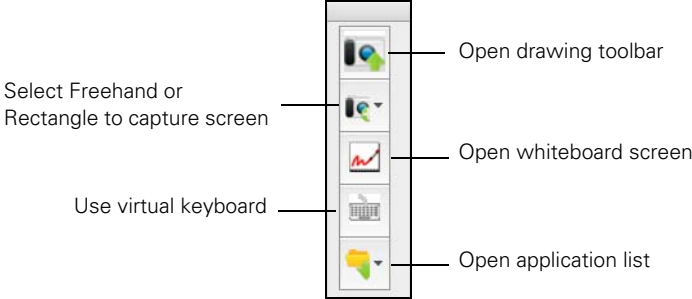 Open drawing toolbar
Select Freehand or
Rectangle to capture screen
Open whiteboard screen
Use virtual keyboard
Open application list